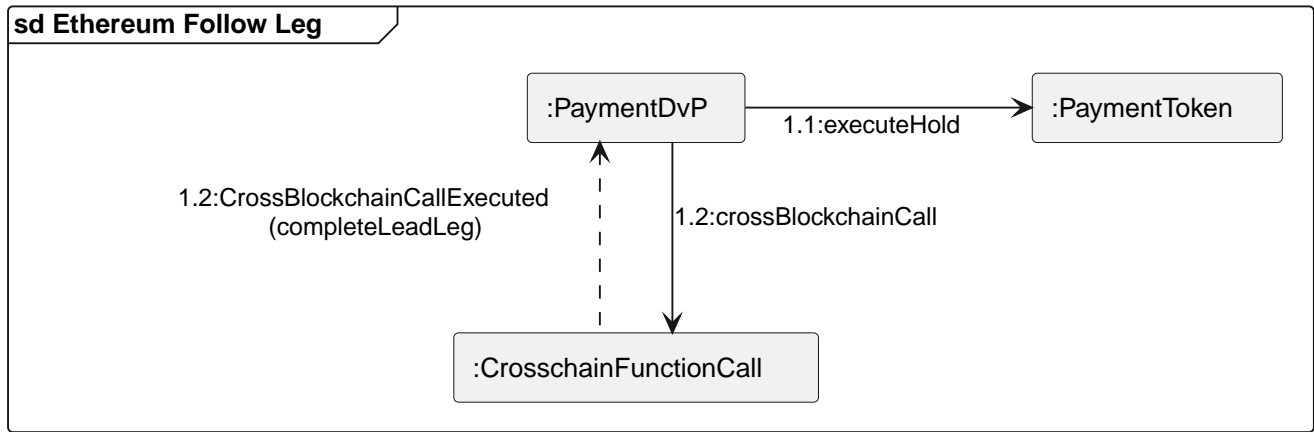 sd Ethereum Follow Leg
:PaymentDvP
:PaymentToken
1.1:executeHold
1.2:CrossBlockchainCallExecuted
(completeLeadLeg)
1.2:crossBlockchainCall
:CrosschainFunctionCall